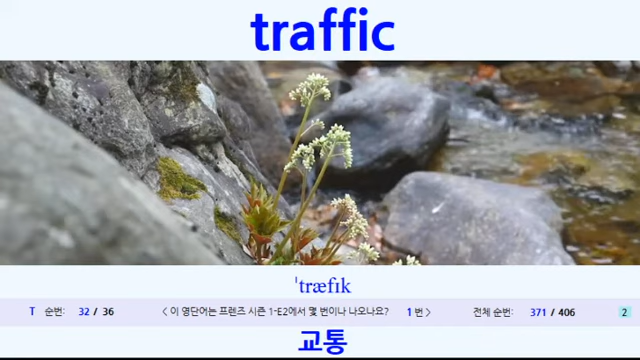 traffic
ˈtræfɪk
T 순번: 32 / 36 < 이 영단어는 프렌즈 시즌 1-E2에서 몇 번이나 나오나요? 1 번 > 전체 순번: 371 / 406 2
교통